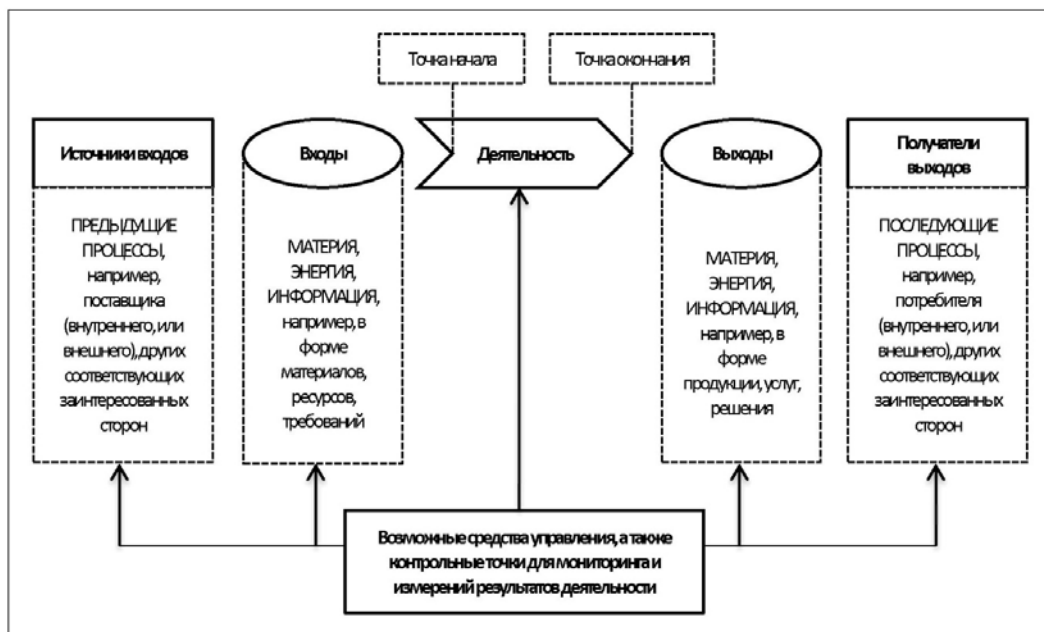 Точка начала
Точка окончания
Источники входов
Входы
Деятельность
Выходы
Получатели
выходов
ПРЕДЫДУЩИЕ
ПРОЦЕССЫ,
например,
поставщика
(внутреннего, или
внешнего), других
соответствующих
заинтересованных
сторон
МАТЕРИЯ,
ЭНЕРГИЯ,
ИНФОРМАЦИЯ,
например, в
форме
материалов,
ресурсов,
требований
МАТЕРИЯ,
ЭНЕРГИЯ,
ИНФОРМАЦИЯ,
например, в
форме
продукции, услуг,
решения
ПОСЛЕДУЮЩИЕ
ПРОЦЕССЫ,
например,
потребителя
(внутреннего, или
внешнего), других
соответствующих
заинтересованных
сторон
Возможные средства управления, а также
контрольные точки для мониторинга и
измерений результатов деятельности